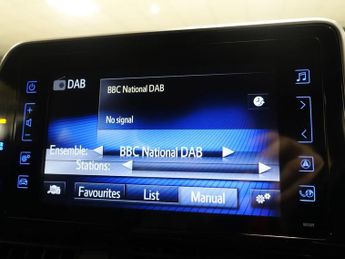 DAB
BBC National DAB
No signal
Ensemble: BBC National DAB
Stations:
Favourites List Manual